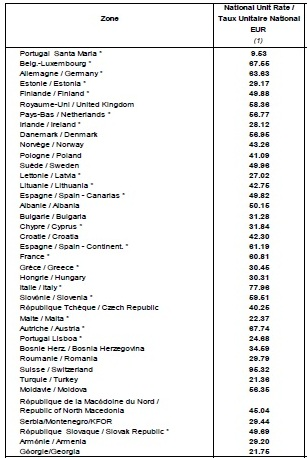 Zone National Unit Rate /
Taux Unitaire National
EUR
(1)
Portugal Santa Maria * 9.53
Belg.-Luxembourg * 67.55
Allemagne / Germany * 63.63
Estonie / Estonia * 29.17
Finlande / Finland * 49.88
Royaume-Uni / United Kingdom 58.36
Pays-Bas / Netherlands * 56.77
Irlande / Ireland * 28.12
Danemark / Denmark 56.95
Norvège / Norway 43.26
Pologne / Poland 41.09
Suède / Sweden 49.96
Lettonie / Latvia * 27.02
Lituanie / Lithuania * 42.75
Espagne / Spain - Canarias * 49.82
Albanie / Albania 50.15
Bulgarie / Bulgaria 31.28
Chypre / Cyprus * 31.84
Croatie / Croatia 42.30
Espagne / Spain - Continent. * 61.19
France * 60.81
Grèce / Greece * 30.45
Hongrie / Hungary 30.31
Italie / Italy * 77.96
Slovénie / Slovenia * 59.51
République Tchèque / Czech Republic 40.25
Malte / Malta * 22.37
Autriche / Austria * 67.74
Portugal Lisboa * 24.68
Bosnie Herz. / Bosnia Herzegovina 34.59
Roumanie / Romania 29.79
Suisse / Switzerland 95.32
Turquie / Turkey 21.36
Moldavie / Moldova 56.35
République de la Macédoine du Nord /
Republic of North Macedonia 45.04
Serbia/Montenegro/KFOR 29.44
République Slovaque / Slovak Republic * 49.69
Arménie / Armenia 29.20
Géorgie/Georgia 21.75